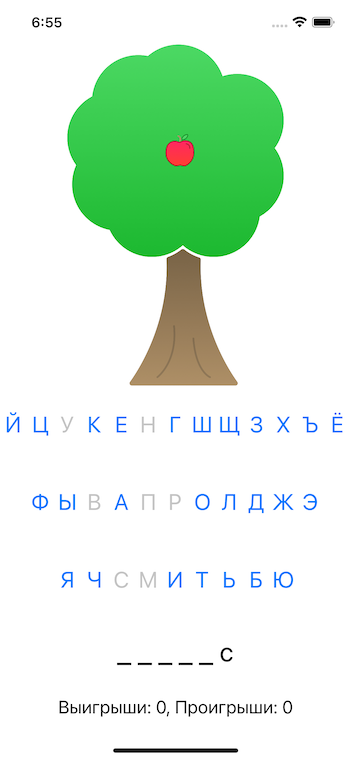 6:55
Й Ц У К Е Н Г Ш Щ З Х Ъ Ё
Ф Ы В А П Р О Л Д Ж Э
Я Ч С М И Т Ь Б Ю
_ _ _ _ _ с
Выигрыши: 0, Проигрыши: 0